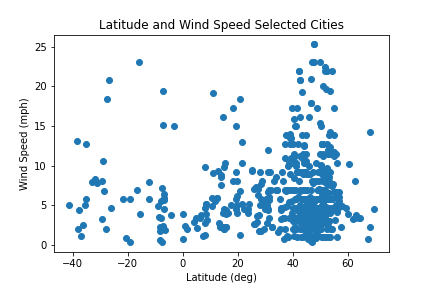 Latitude and Wind Speed Selected Cities
25
20
15
10
5
0
Wind Speed (mph)
−40 −20 0 20 40 60
Latitude (deg)